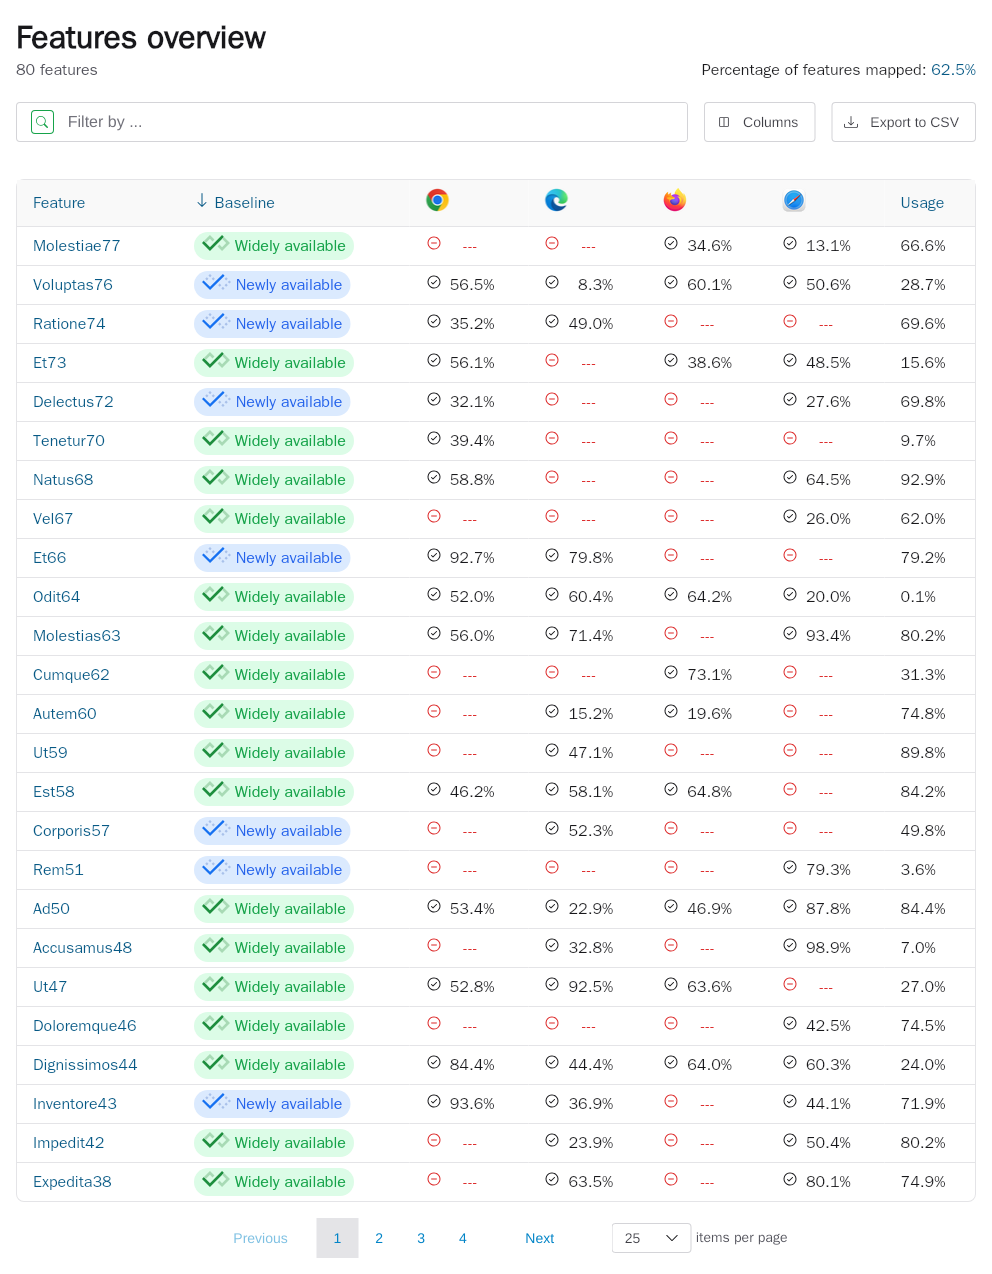 Features overview
80 features
Percentage of features mapped: 62.5%
Filter by ...
Columns
Export to CSV
Feature Baseline Usage
Molestiae77 Widely available --- --- 34.6% 13.1% 66.6%
Voluptas76 Newly available 56.5% 8.3% 60.1% 50.6% 28.7%
Ratione74 Newly available 35.2% 49.0% --- --- 69.6%
Et73 Widely available 56.1% --- 38.6% 48.5% 15.6%
Delectus72 Newly available 32.1% --- --- 27.6% 69.8%
Tenetur70 Widely available 39.4% --- --- --- 9.7%
Natus68 Widely available 58.8% --- --- 64.5% 92.9%
Vel67 Widely available --- --- --- 26.0% 62.0%
Et66 Newly available 92.7% 79.8% --- --- 79.2%
Odit64 Widely available 52.0% 60.4% 64.2% 20.0% 0.1%
Molestias63 Widely available 56.0% 71.4% --- 93.4% 80.2%
Cumque62 Widely available --- --- 73.1% --- 31.3%
Autem60 Widely available --- 15.2% 19.6% --- 74.8%
Ut59 Widely available --- 47.1% --- --- 89.8%
Est58 Widely available 46.2% 58.1% 64.8% --- 84.2%
Corporis57 Newly available --- 52.3% --- --- 49.8%
Rem51 Newly available --- --- --- 79.3% 3.6%
Ad50 Widely available 53.4% 22.9% 46.9% 87.8% 84.4%
Accusamus48 Widely available --- 32.8% --- 98.9% 7.0%
Ut47 Widely available 52.8% 92.5% 63.6% --- 27.0%
Doloremque46 Widely available --- --- --- 42.5% 74.5%
Dignissimos44 Widely available 84.4% 44.4% 64.0% 60.3% 24.0%
Inventore43 Newly available 93.6% 36.9% --- 44.1% 71.9%
Impedit42 Widely available --- 23.9% --- 50.4% 80.2%
Expedita38 Widely available --- 63.5% --- 80.1% 74.9%
Previous 1 2 3 4 Next 25 items per page